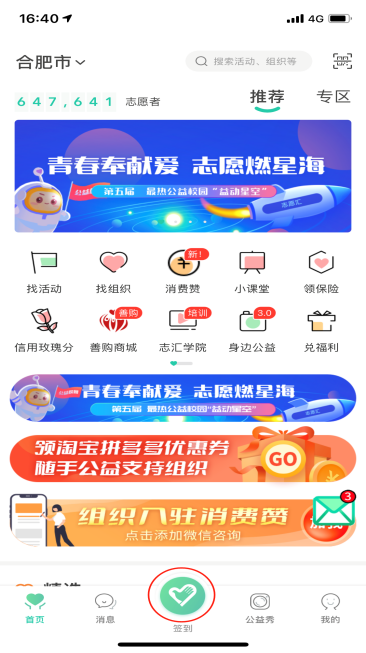 16:40 4G
合肥市 搜索活动、组织等
647,641 志愿者 推荐 专区
青春奉献爱 志愿燃星海
第五届 最热公益校园“益动星空”
志愿汇
新!
找活动 找组织 消费赞 小课堂 领保险
善购 培训 3.0
信用玫瑰分 善购商城 志汇学院 身边公益 兑福利
青春奉献爱 志愿燃星海
第五届 最热公益校园“益动星空”
领淘宝拼多多优惠券
随手公益支持组织
GO
组织入驻消费赞
点击添加微信咨询
3
首页 消息 签到 公益秀 我的